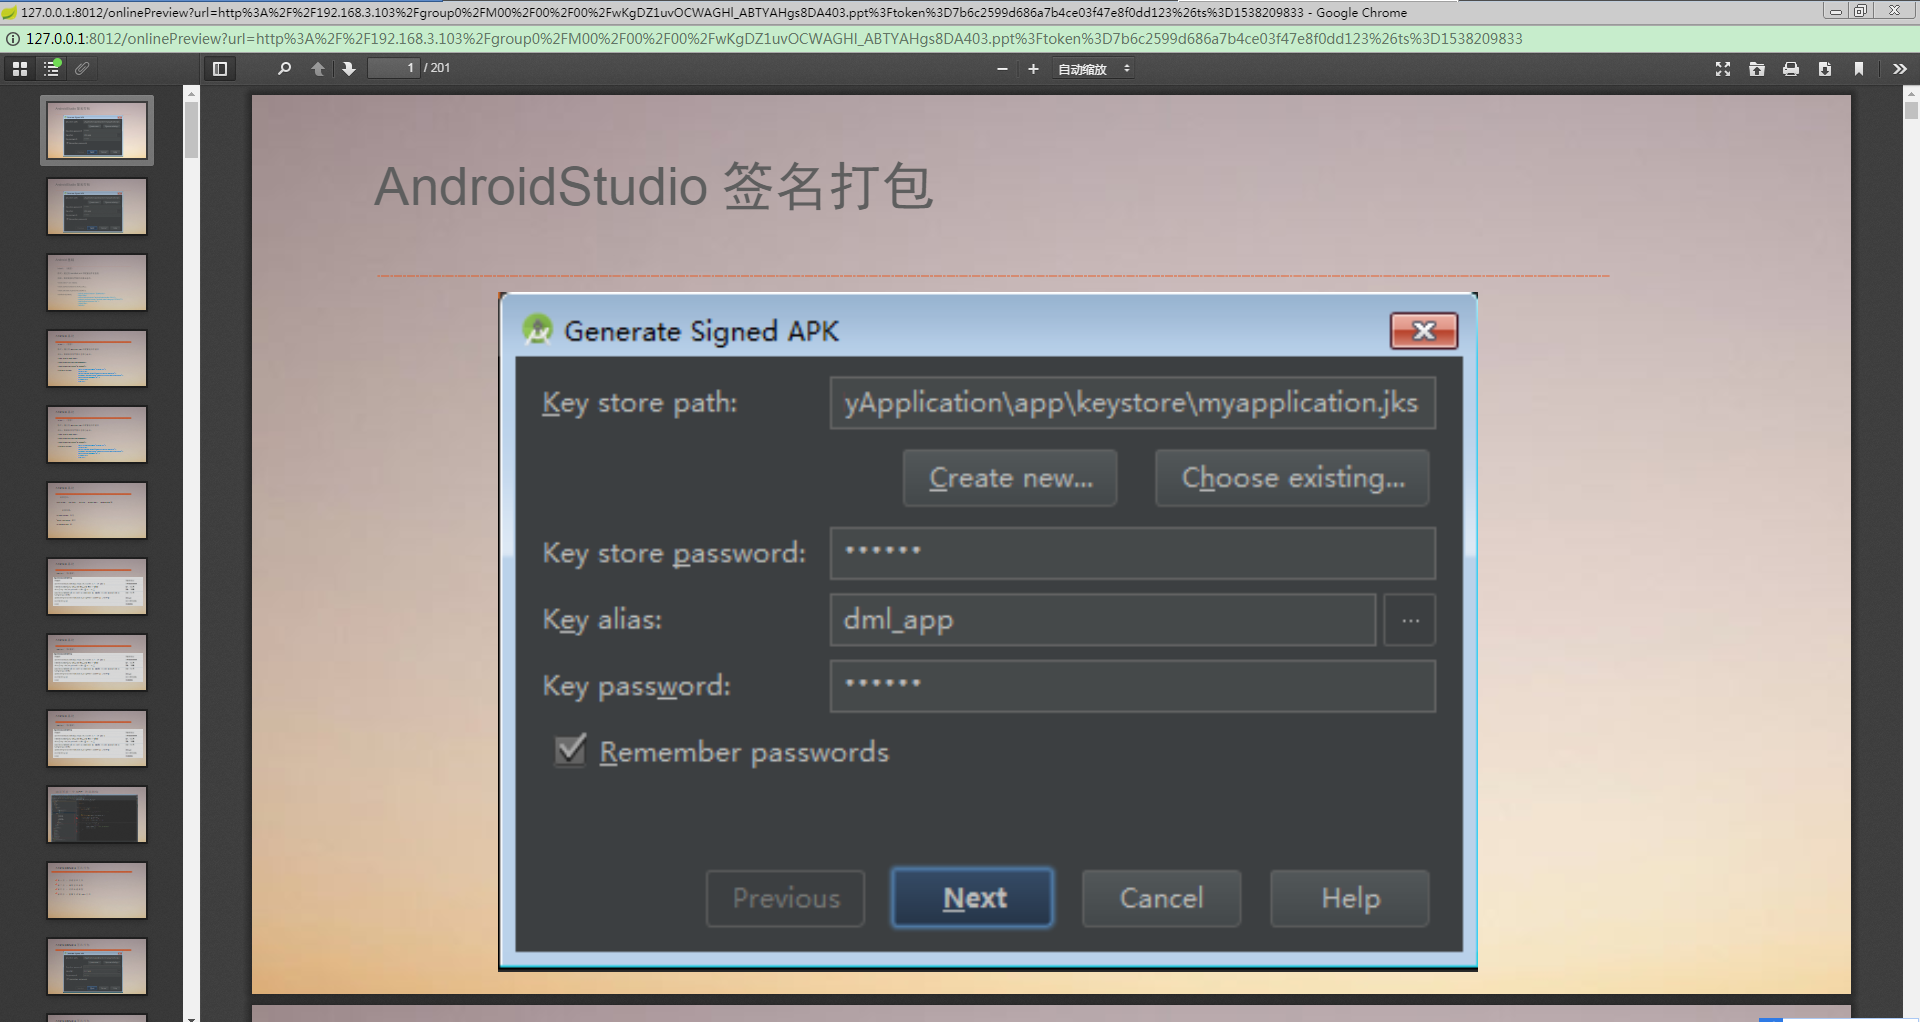 127.0.0.1:8012/onlinePreview?url=http%3A%2F%2F192.168.3.103%2Fgroup0%2FM00%2F00%2F00%2FwKgDZ1uvOCWAGHl_ABTYAHgs8DA403.ppt%3Ftoken%3D7b6c2599d686a7b4ce03f47e8f0dd123%26ts%3D1538209833 - Google Chrome
127.0.0.1:8012/onlinePreview?url=http%3A%2F%2F192.168.3.103%2Fgroup0%2FM00%2F00%2F00%2FwKgDZ1uvOCWAGHl_ABTYAHgs8DA403.ppt%3Ftoken%3D7b6c2599d686a7b4ce03f47e8f0dd123%26ts%3D1538209833
1 / 201
自动缩放
AndroidStudio 签名打包
Generate Signed APK
Key store path: yApplication\app\keystore\myapplication.jks
Create new... Choose existing...
Key store password: ••••••
Key alias: dml_app ...
Key password: ••••••
Remember passwords
Previous Next Cancel Help